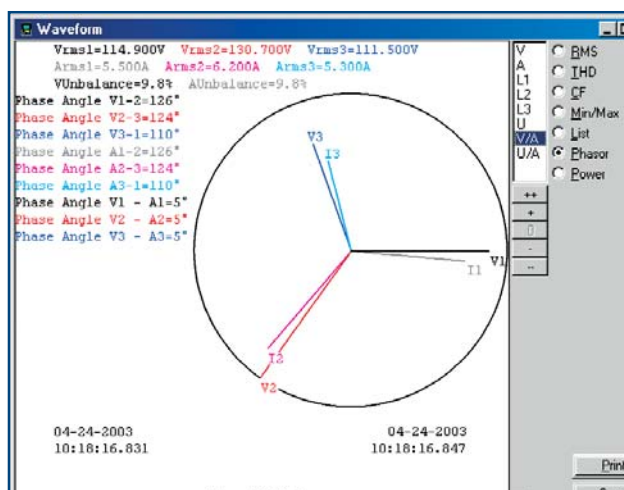 Waveform
Vrms1=114.900V Vrms2=130.700V Vrms3=111.500V
Arms1=5.500A Arms2=6.200A Arms3=5.300A
VUnbalance=9.8% AUnbalance=9.8%
Phase Angle V1-2=126°
Phase Angle V2-3=124°
Phase Angle V3-1=110°
Phase Angle A1-2=126°
Phase Angle A2-3=124°
Phase Angle A3-1=110°
Phase Angle V1 - A1=5°
Phase Angle V2 - A2=5°
Phase Angle V3 - A3=5°
V3
I3
V1
I1
I2
V2
04-24-2003
10:18:16.831
04-24-2003
10:18:16.847
V
A
L1
L2
L3
U
V/A
U/A
++
+
0
-
--
RMS
THD
CF
Min/Max
List
Phasor
Power
Print